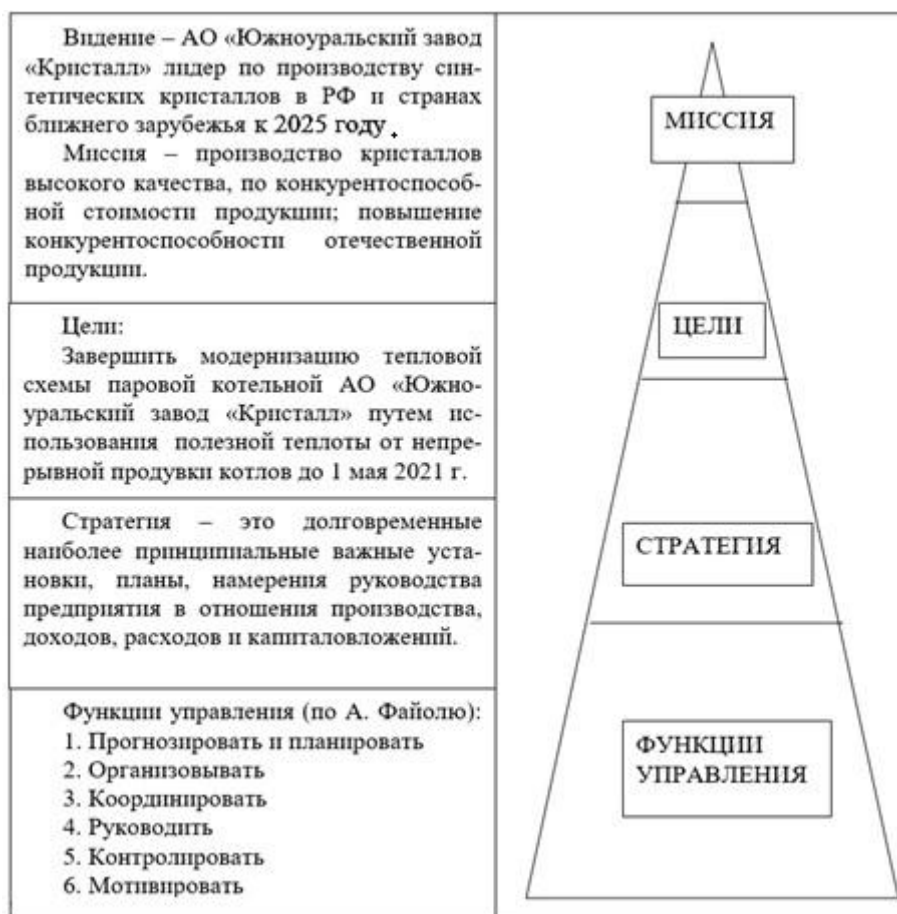 Видение – АО «Южноуральский завод
«Кристалл» лидер по производству син-
тетических кристаллов в РФ и странах
ближнего зарубежья к 2025 году.
Миссия – производство кристаллов
высокого качества, по конкурентоспособ-
ной стоимости продукции; повышение
конкурентоспособности отечественной
продукции.
МИССИЯ
Цели:
Завершить модернизацию тепловой
схемы паровой котельной АО «Южно-
уральский завод «Кристалл» путем ис-
пользования полезной теплоты от непре-
рывной продувки котлов до 1 мая 2021 г.
ЦЕЛИ
Стратегия – это долговременные
наиболее принципиальные важные уста-
новки, планы, намерения руководства
предприятия в отношения производства,
доходов, расходов и капиталовложений.
СТРАТЕГИЯ
Функции управления (по А. Файолю):
1. Прогнозировать и планировать
2. Организовывать
3. Координировать
4. Руководить
5. Контролировать
6. Мотивировать
ФУНКЦИИ
УПРАВЛЕНИЯ